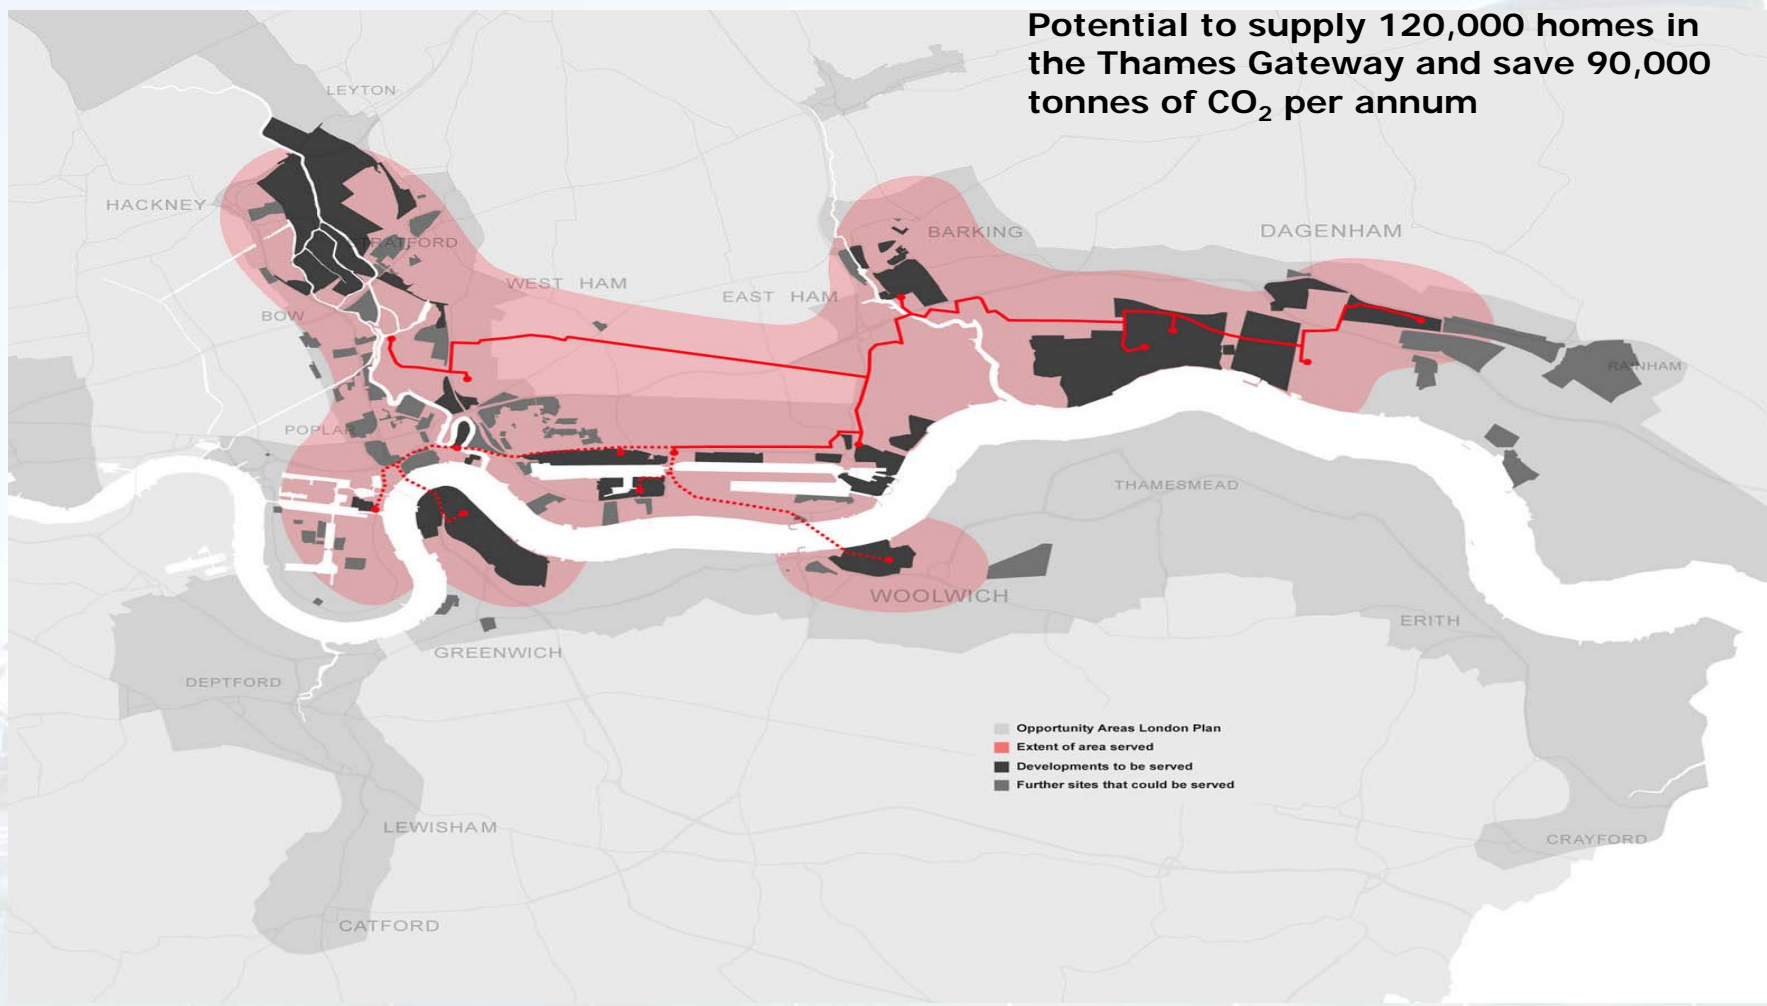 Potential to supply 120,000 homes in
the Thames Gateway and save 90,000
tonnes of CO₂ per annum
LEYTON
HACKNEY
STRATFORD
BARKING
DAGENHAM
WEST HAM
EAST HAM
BOW
RAINHAM
POPLAR
THAMESMEAD
WOOLWICH
ERITH
GREENWICH
DEPTFORD
Opportunity Areas London Plan
Extent of area served
Developments to be served
Further sites that could be served
LEWISHAM
CRAYFORD
CATFORD